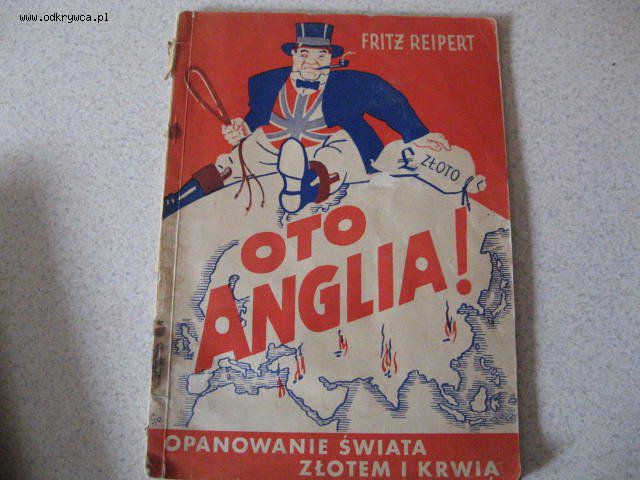 www.odkrywca.pl
FRITZ REIPERT
£ ZŁOTO
OTO
ANGLIA!
OPANOWANIE ŚWIATA
ZŁOTEM I KRWIĄ